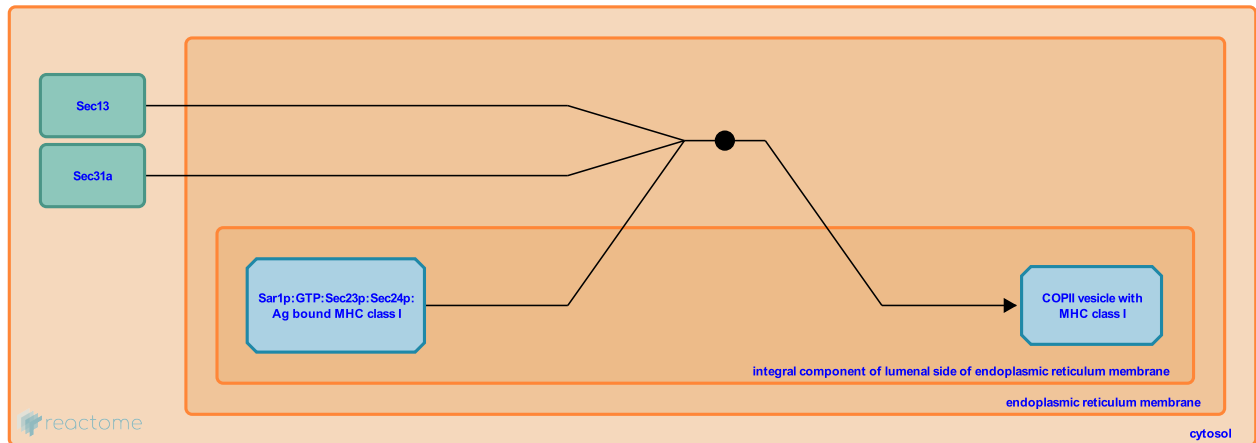 Sec13
Sec31a
Sar1p:GTP:Sec23p:Sec24p:
Ag bound MHC class I
COPII vesicle with
MHC class I
integral component of lumenal side of endoplasmic reticulum membrane
endoplasmic reticulum membrane
reactome
cytosol